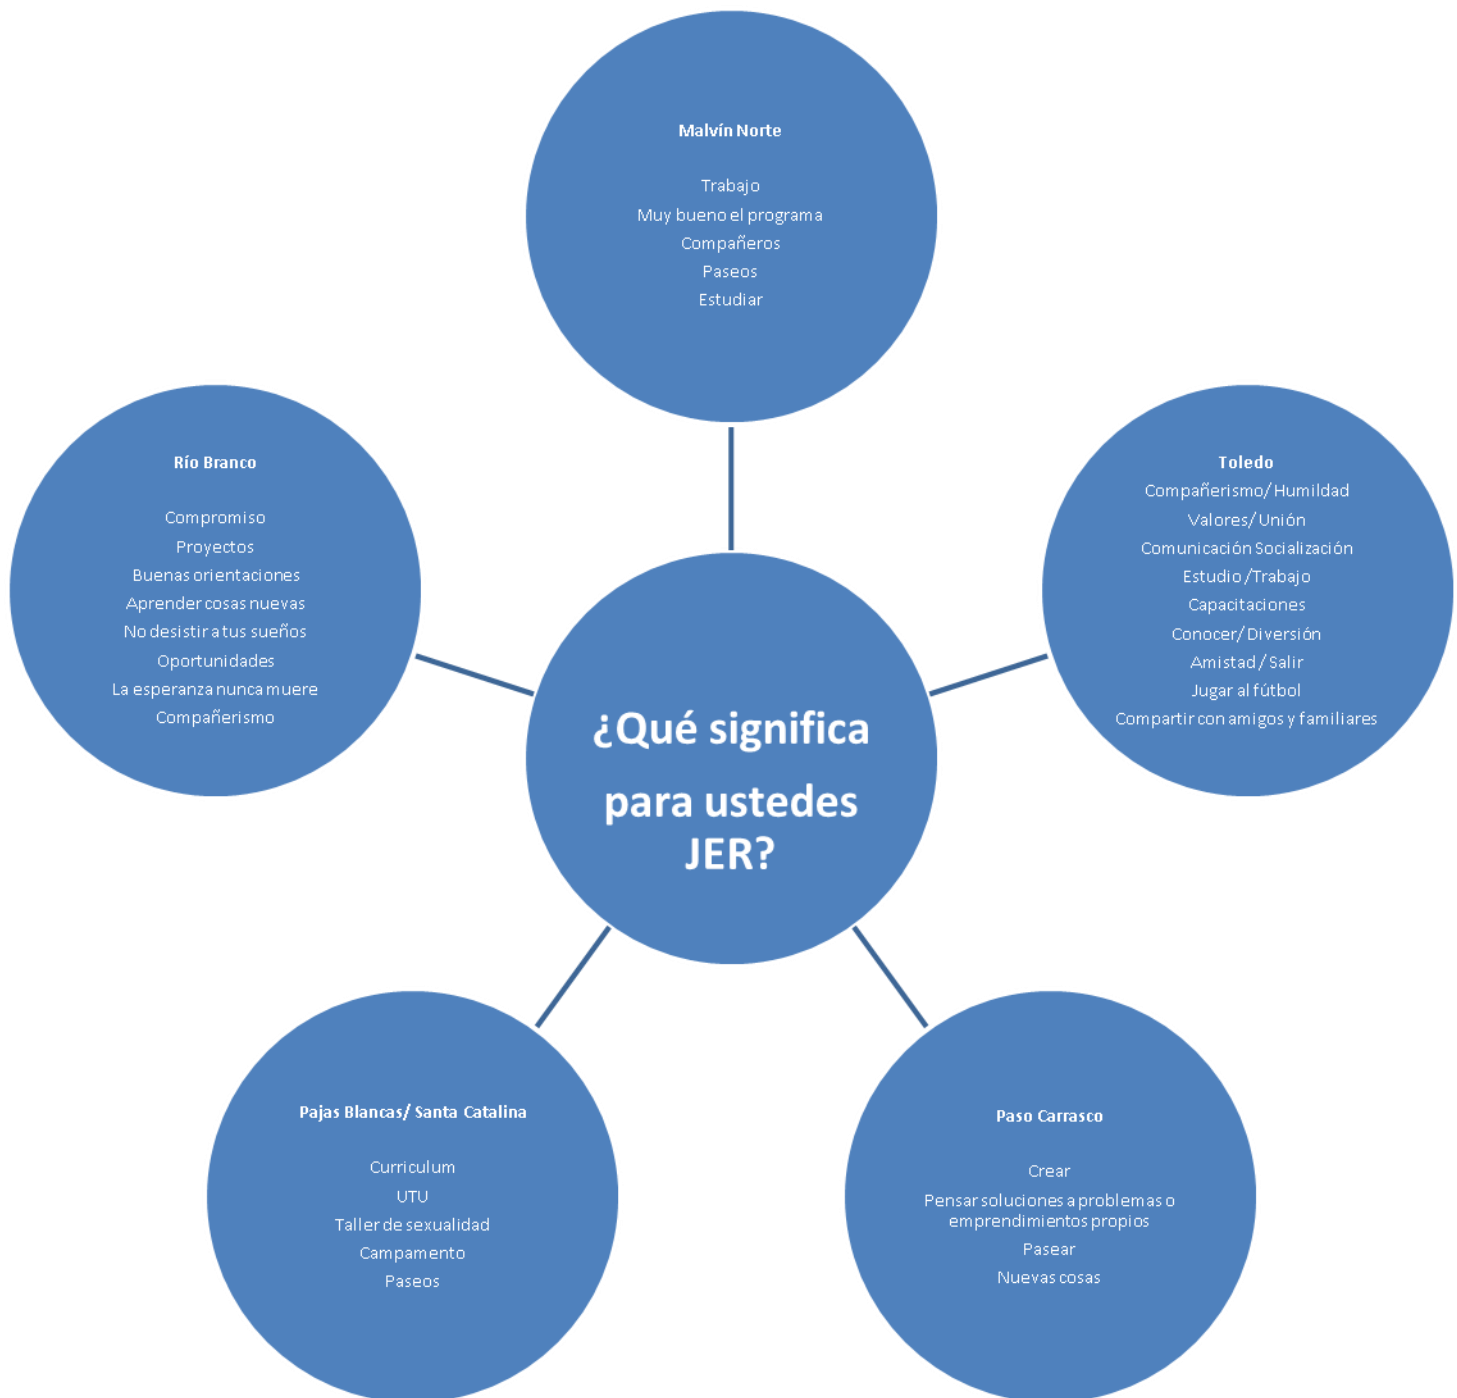 Malvín Norte
Trabajo
Muy bueno el programa
Compañeros
Paseos
Estudiar
Río Branco
Compromiso
Proyectos
Buenas orientaciones
Aprender cosas nuevas
No desistir a tus sueños
Oportunidades
La esperanza nunca muere
Compañerismo
Toledo
Compañerismo/ Humildad
Valores/ Unión
Comunicación Socialización
Estudio /Trabajo
Capacitaciones
Conocer/ Diversión
Amistad / Salir
Jugar al fútbol
Compartir con amigos y familiares
¿Qué significa
para ustedes
JER?
Pajas Blancas/ Santa Catalina
Curriculum
UTU
Taller de sexualidad
Campamento
Paseos
Paso Carrasco
Crear
Pensar soluciones a problemas o
emprendimientos propios
Pasear
Nuevas cosas